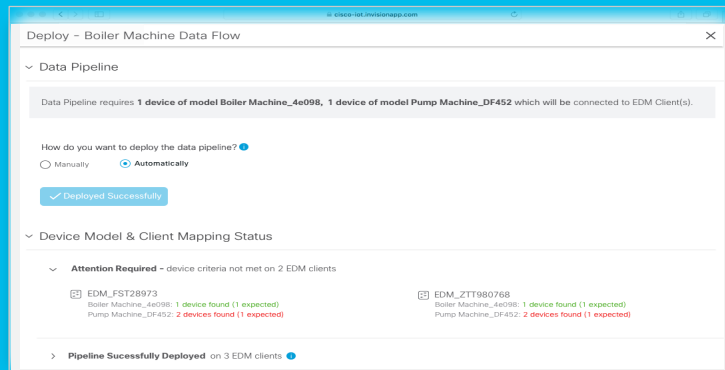 cisco-iot.invisionapp.com
Deploy - Boiler Machine Data Flow
Data Pipeline
Data Pipeline requires 1 device of model Boiler Machine_4e098, 1 device of model Pump Machine_DF452 which will be connected to EDM Client(s).
How do you want to deploy the data pipeline?
Manually Automatically
Deployed Successfully
Device Model & Client Mapping Status
Attention Required - device criteria not met on 2 EDM clients
EDM_FST28973
Boiler Machine_4e098: 1 device found (1 expected)
Pump Machine_DF452: 2 devices found (1 expected)
EDM_ZTT980768
Boiler Machine_4e098: 1 device found (1 expected)
Pump Machine_DF452: 2 devices found (1 expected)
Pipeline Sucessfully Deployed on 3 EDM clients